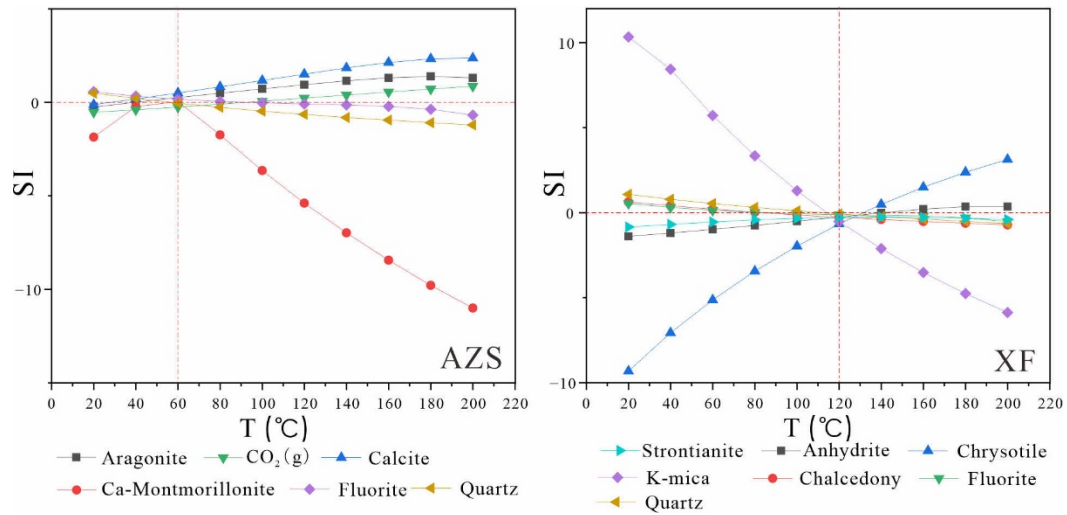 SI
0
−10
AZS
0 20 40 60 80 100 120 140 160 180 200 220
T (℃)
Aragonite CO₂(g) Calcite
Ca-Montmorillonite Fluorite Quartz
SI
10
0
−10
XF
0 20 40 60 80 100 120 140 160 180 200 220
T (℃)
Strontianite Anhydrite Chrysotile
K-mica Chalcedony Fluorite
Quartz